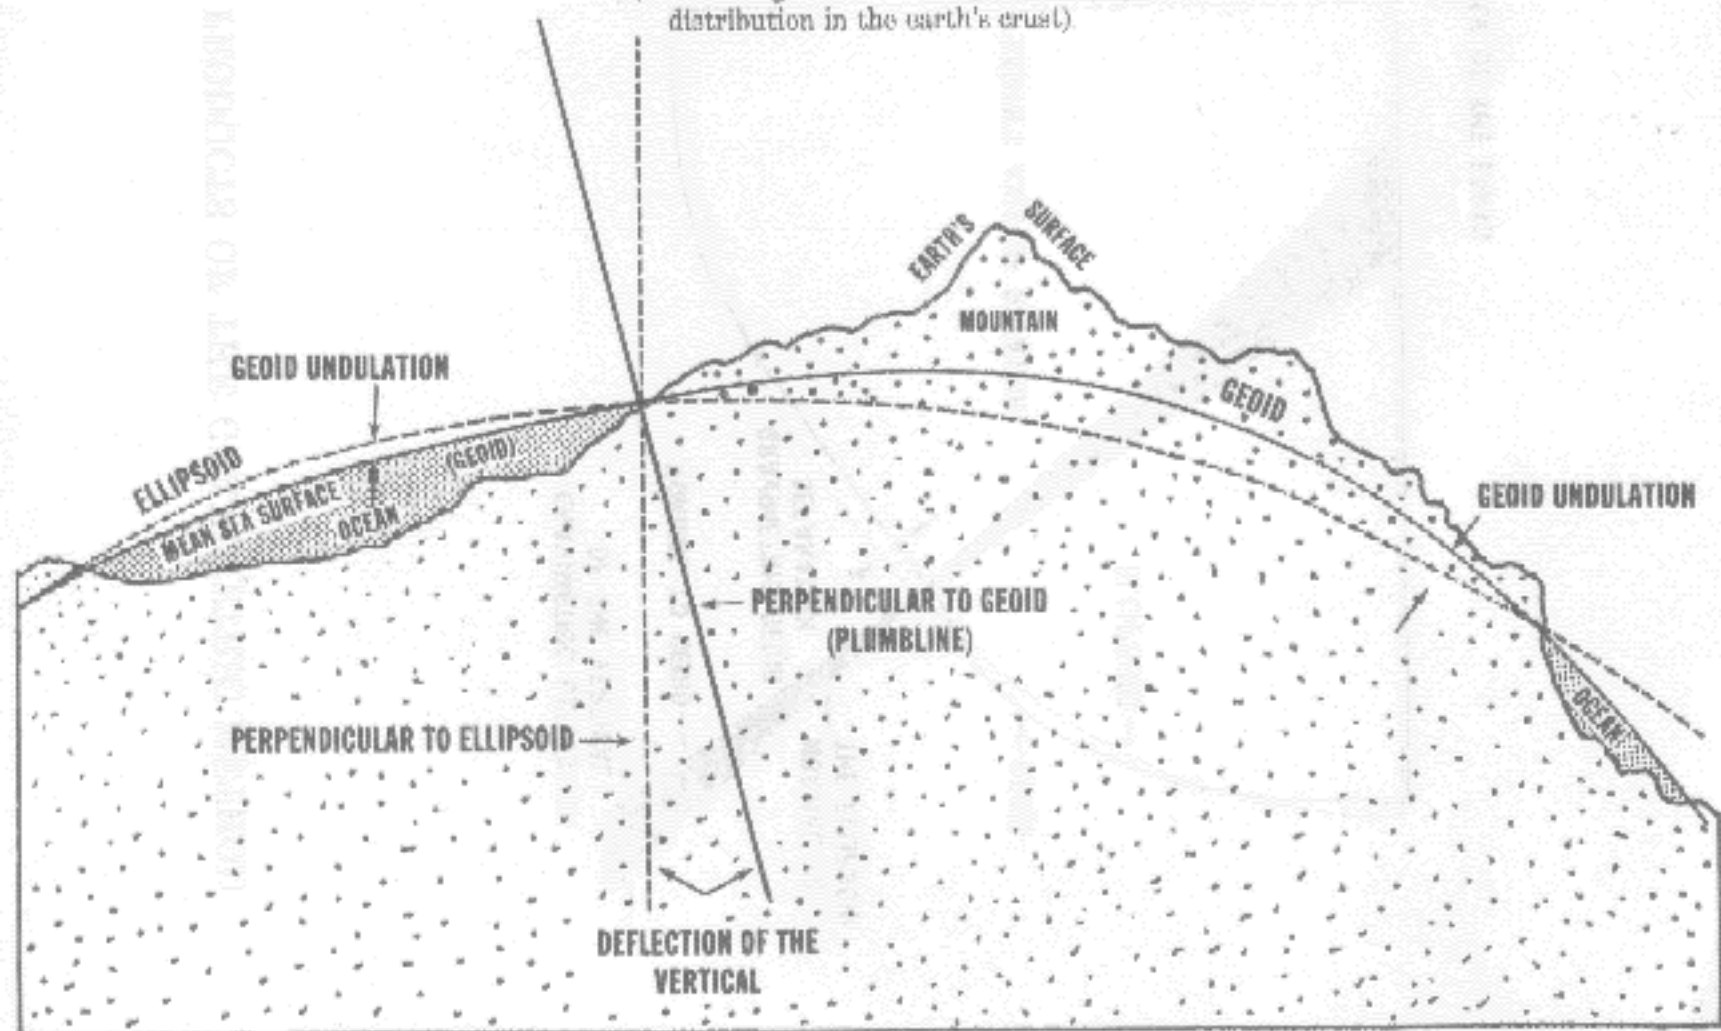 distribution in the earth's crust)
EARTH'S SURFACE
MOUNTAIN
GEOID UNDULATION
GEOID
ELLIPSOID
(GEOID)
MEAN SEA SURFACE
OCEAN
GEOID UNDULATION
PERPENDICULAR TO GEOID
(PLUMBLINE)
OCEAN
PERPENDICULAR TO ELLIPSOID
DEFLECTION OF THE
VERTICAL